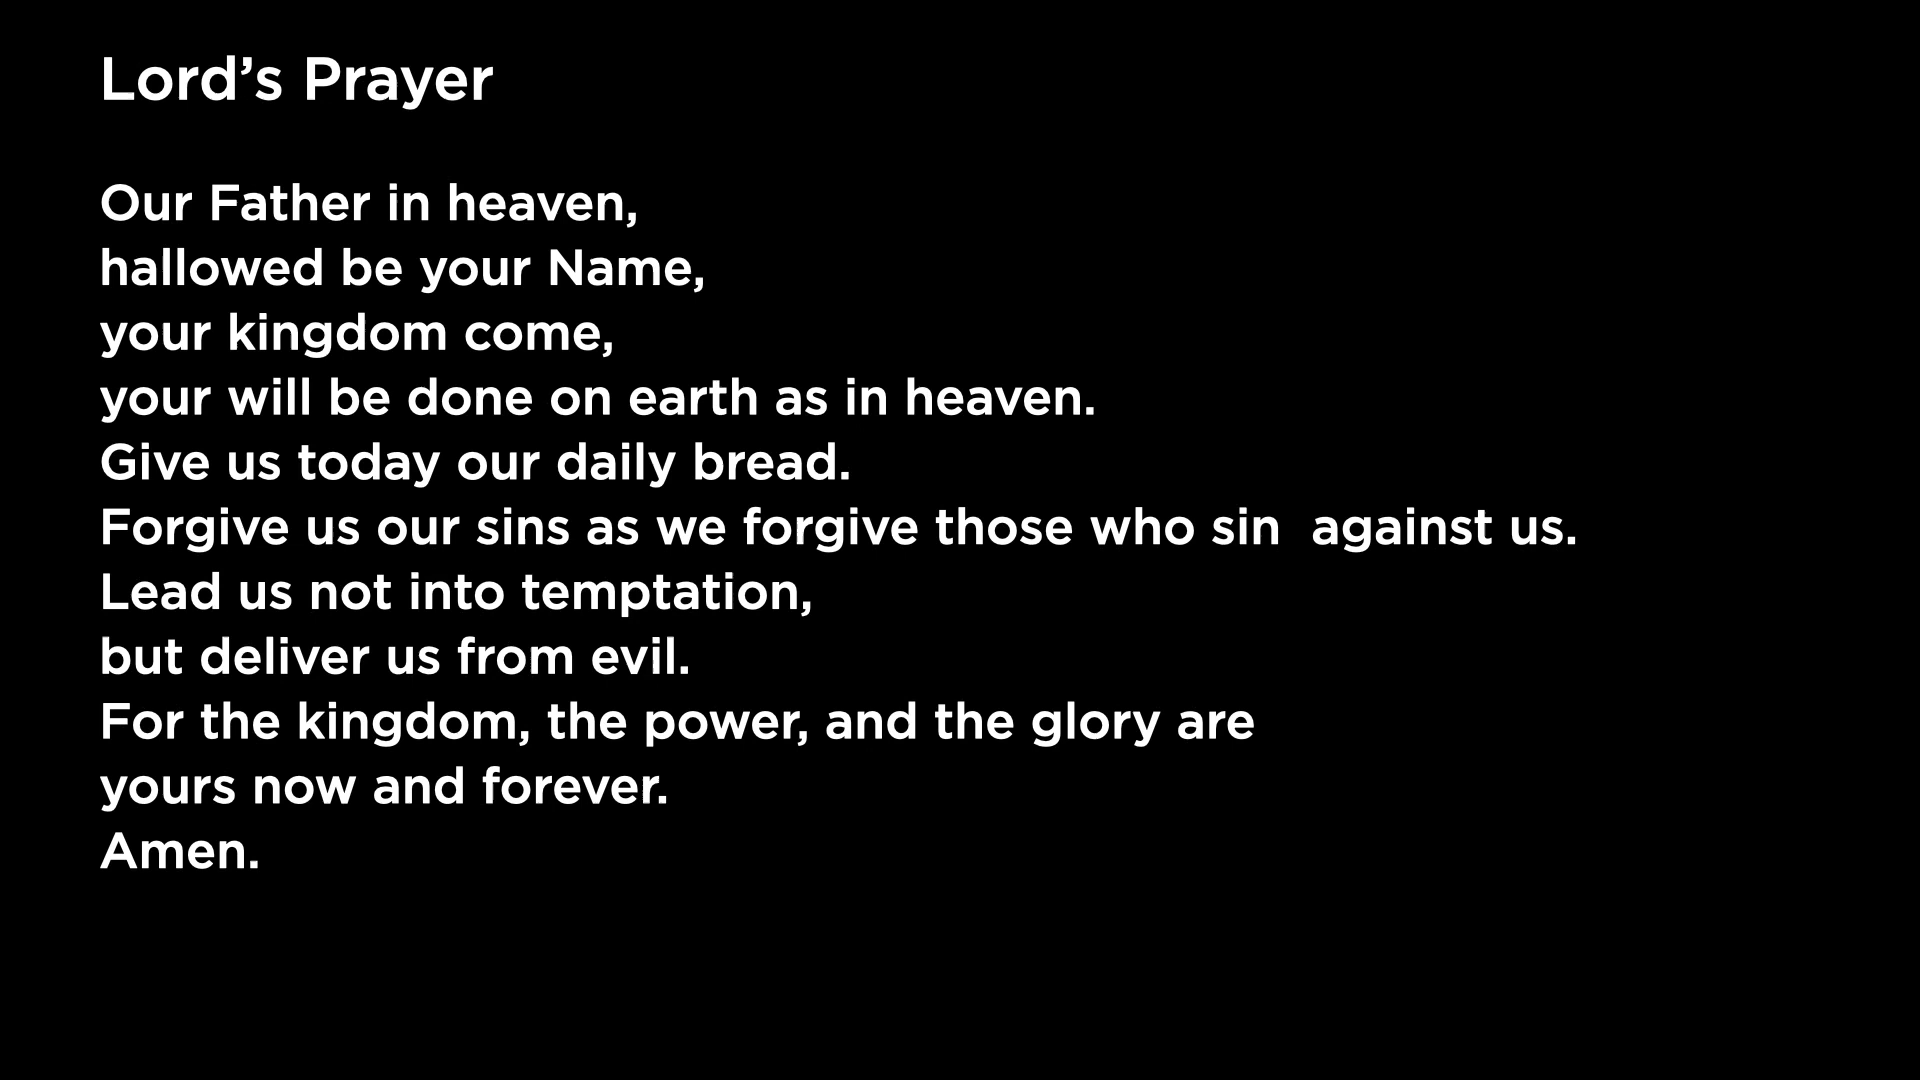 Lord’s Prayer
Our Father in heaven,
hallowed be your Name,
your kingdom come,
your will be done on earth as in heaven.
Give us today our daily bread.
Forgive us our sins as we forgive those who sin  against us.
Lead us not into temptation,
but deliver us from evil.
For the kingdom, the power, and the glory are
yours now and forever.
Amen.